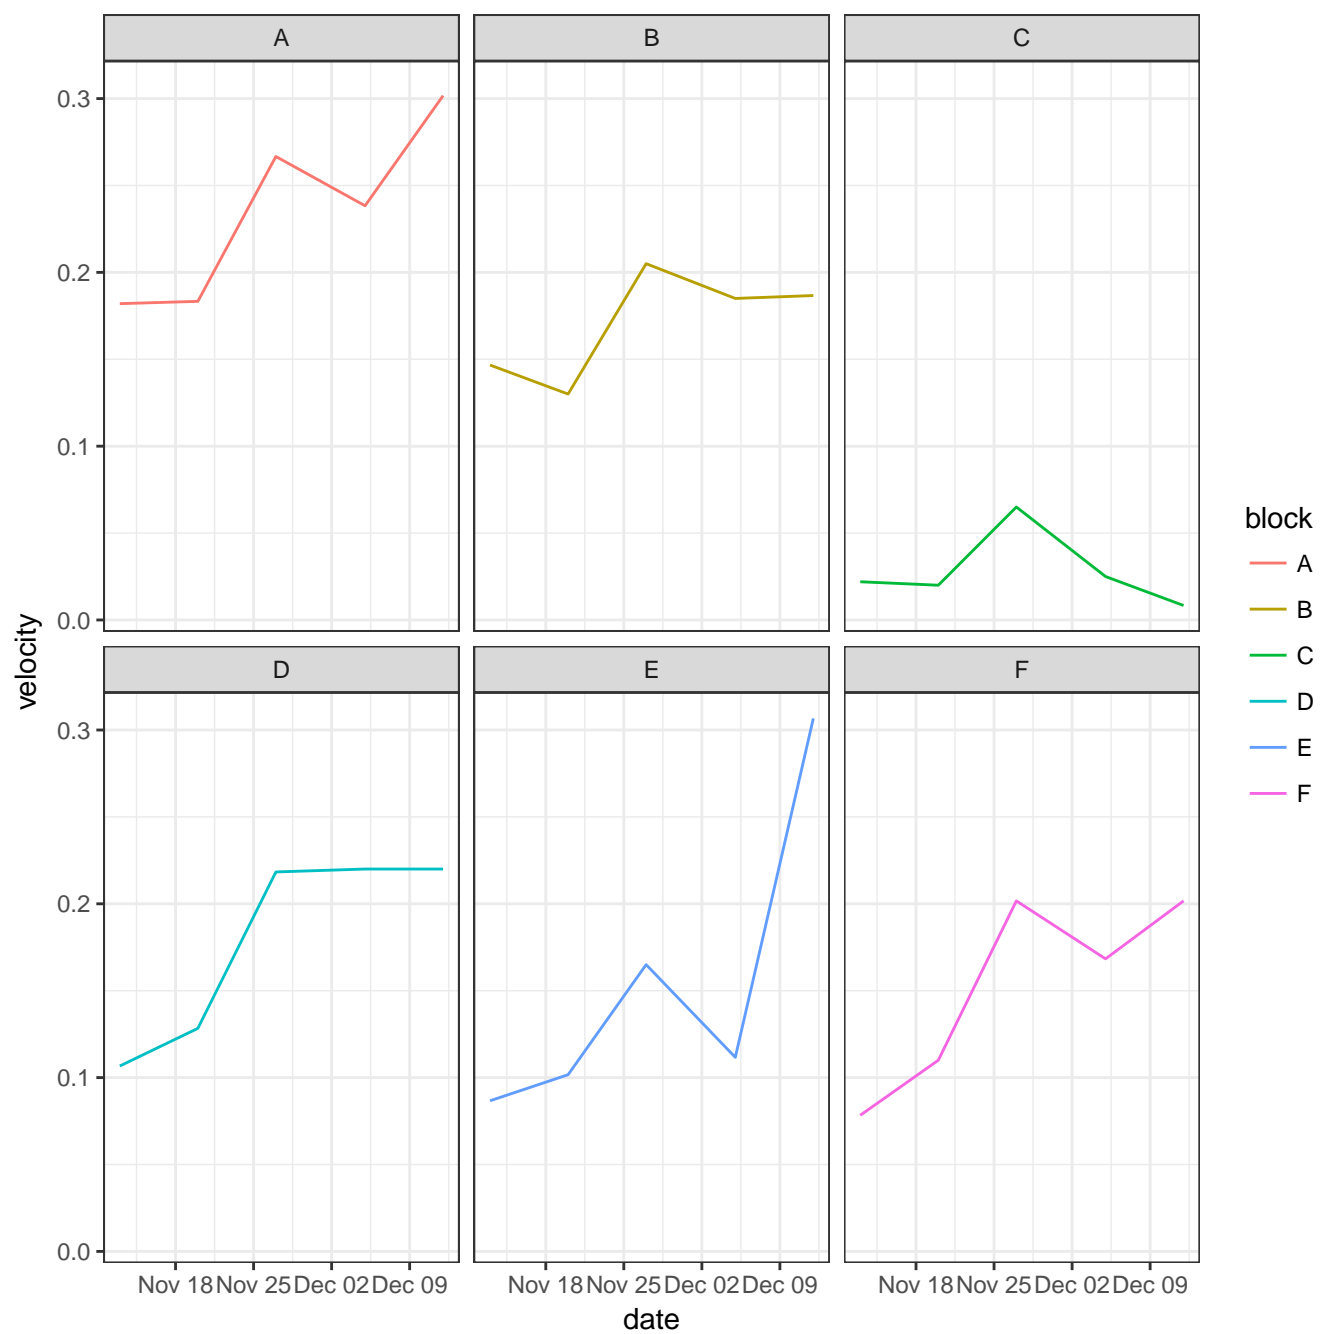 A B C
0.3
0.2
0.1
0.0
velocity
D E F
0.3
0.2
0.1
0.0
Nov 18 Nov 25 Dec 02 Dec 09 Nov 18 Nov 25 Dec 02 Dec 09 Nov 18 Nov 25 Dec 02 Dec 09
date
block
A
B
C
D
E
F